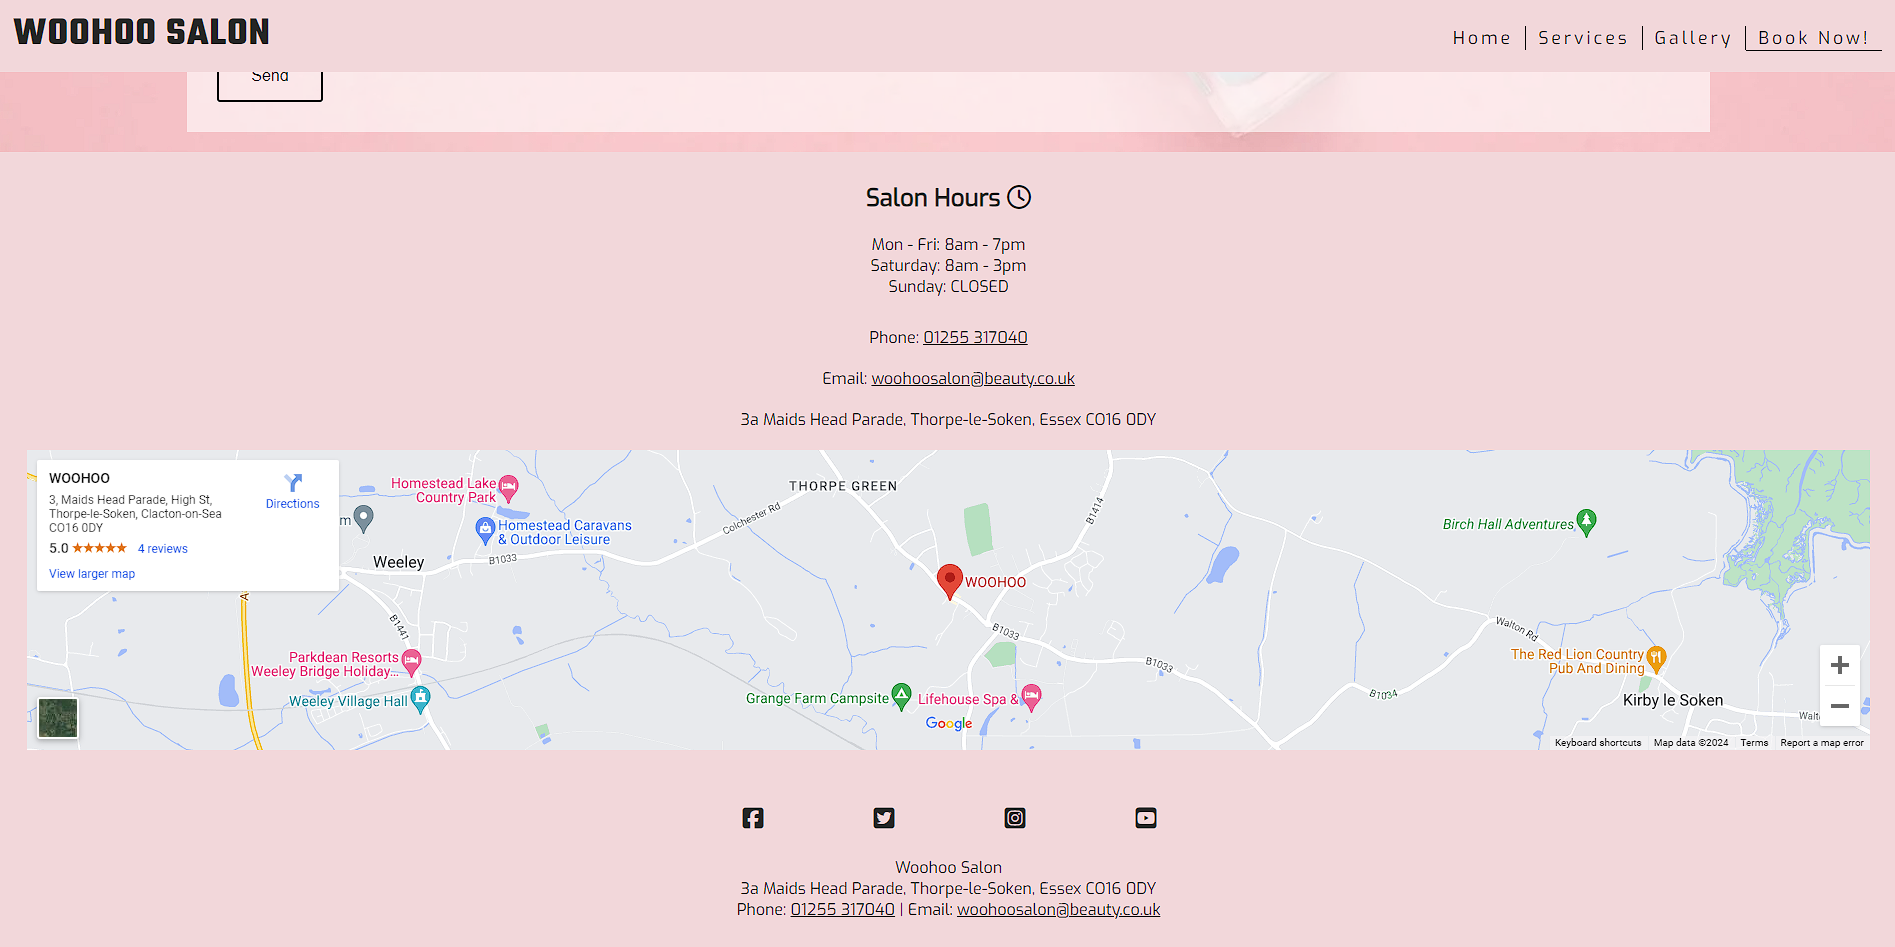 WOOHOO SALON
Home
Services
Gallery
Book Now!
Send
Salon Hours
Mon - Fri: 8am - 7pm
Saturday: 8am - 3pm
Sunday: CLOSED
Phone: 01255 317040
Email: woohoosalon@beauty.co.uk
3a Maids Head Parade, Thorpe-le-Soken, Essex CO16 0DY
WOOHOO
3, Maids Head Parade, High St,
Thorpe-le-Soken, Clacton-on-Sea
CO16 0DY
5.0
4 reviews
View larger map
Directions
m
Homestead Lake
Country Park
Homestead Caravans
& Outdoor Leisure
Weeley
B1033
Colchester Rd
THORPE GREEN
B1414
Birch Hall Adventures
WOOHOO
A
B1441
B1033
B1033
B1034
Walton Rd
Parkdean Resorts
Weeley Bridge Holiday...
Weeley Village Hall
Grange Farm Campsite
Lifehouse Spa &
Google
The Red Lion Country
Pub And Dining
Kirby le Soken
Walt
Keyboard shortcuts
Map data ©2024
Terms
Report a map error
Woohoo Salon
3a Maids Head Parade, Thorpe-le-Soken, Essex CO16 0DY
Phone: 01255 317040 | Email: woohoosalon@beauty.co.uk